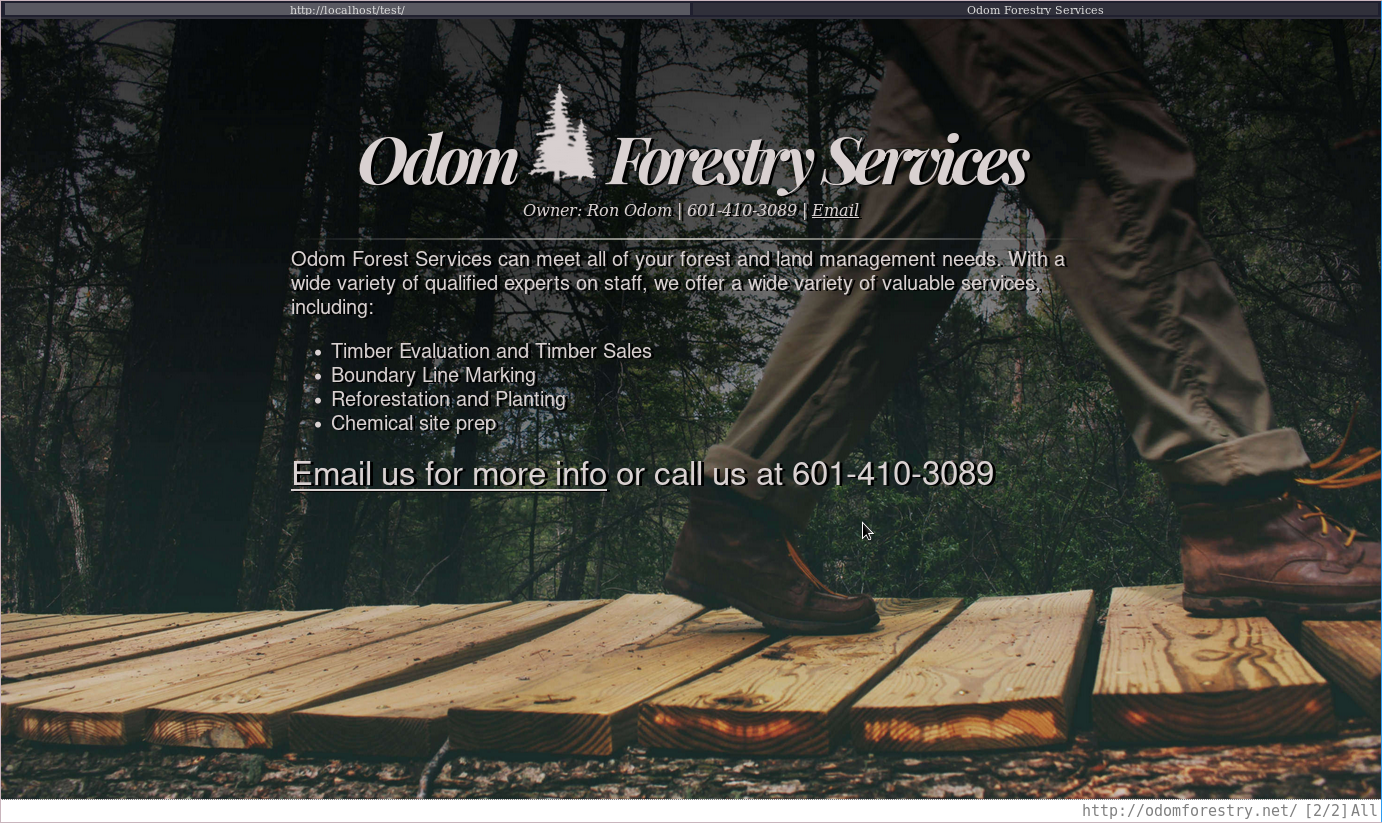 http://localhost/test/
Odom Forestry Services
Odom Forestry Services
Owner: Ron Odom | 601-410-3089 | Email
Odom Forest Services can meet all of your forest and land management needs. With a
wide variety of qualified experts on staff, we offer a wide variety of valuable services,
including:
• Timber Evaluation and Timber Sales
• Boundary Line Marking
• Reforestation and Planting
• Chemical site prep
Email us for more info or call us at 601-410-3089
http://odomforestry.net/ [2/2] All